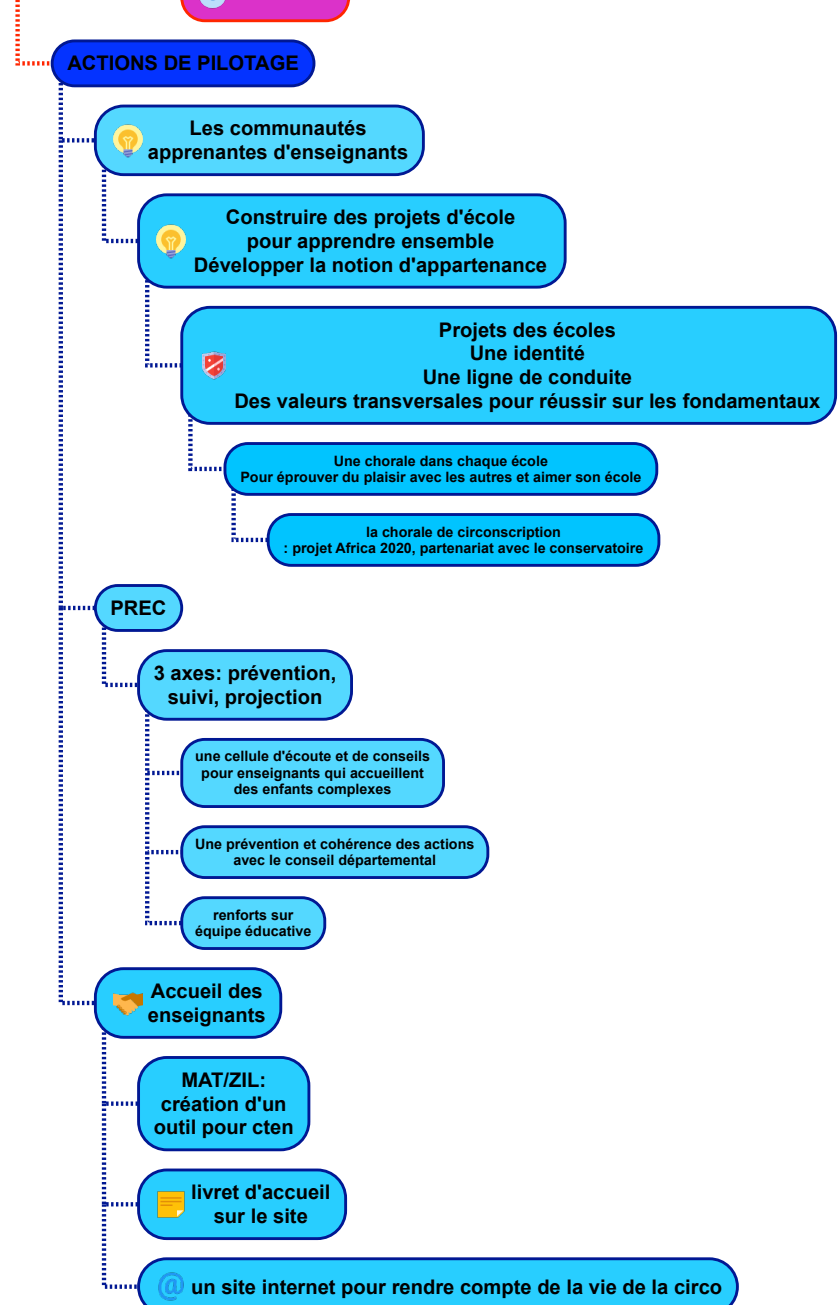 ACTIONS DE PILOTAGE
Les communautés
apprenantes d'enseignants
Construire des projets d'école
pour apprendre ensemble
Développer la notion d'appartenance
Projets des écoles
Une identité
Une ligne de conduite
Des valeurs transversales pour réussir sur les fondamentaux
Une chorale dans chaque école
Pour éprouver du plaisir avec les autres et aimer son école
la chorale de circonscription
: projet Africa 2020, partenariat avec le conservatoire
PREC
3 axes: prévention,
suivi, projection
une cellule d'écoute et de conseils
pour enseignants qui accueillent
des enfants complexes
Une prévention et cohérence des actions
avec le conseil départemental
renforts sur
équipe éducative
Accueil des
enseignants
MAT/ZIL:
création d'un
outil pour cten
livret d'accueil
sur le site
@ un site internet pour rendre compte de la vie de la circo